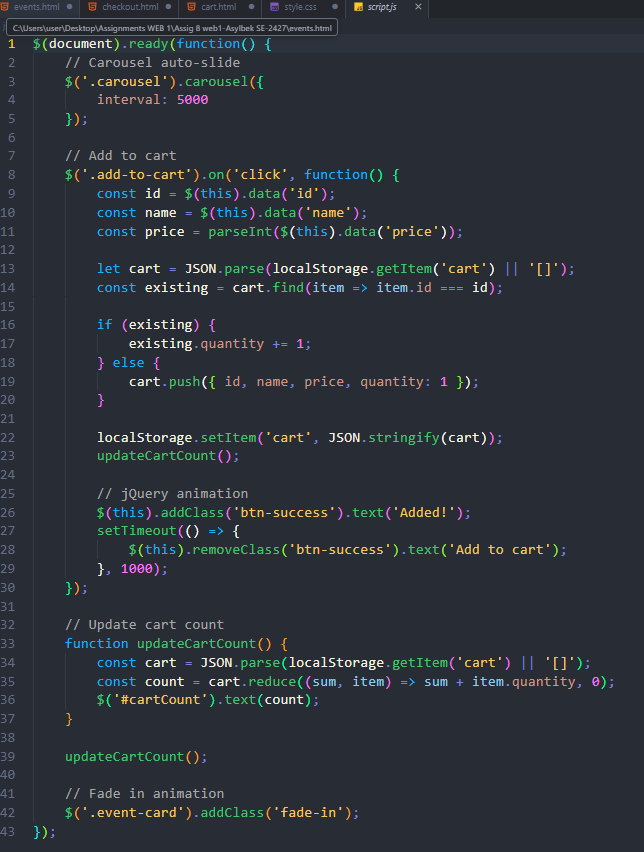 events.html checkout.html cart.html style.css script.js
C:\Users\user\Desktop\Assignments WEB 1\Assig 8 web1-Asylbek SE-2427\events.html
1 $(document).ready(function() {
2     // Carousel auto-slide
3     $('.carousel').carousel({
4         interval: 5000
5     });
6
7     // Add to cart
8     $('.add-to-cart').on('click', function() {
9         const id = $(this).data('id');
10         const name = $(this).data('name');
11         const price = parseInt($(this).data('price'));
12
13         let cart = JSON.parse(localStorage.getItem('cart') || '[]');
14         const existing = cart.find(item => item.id === id);
15
16         if (existing) {
17             existing.quantity += 1;
18         } else {
19             cart.push({ id, name, price, quantity: 1 });
20         }
21
22         localStorage.setItem('cart', JSON.stringify(cart));
23         updateCartCount();
24
25         // jQuery animation
26         $(this).addClass('btn-success').text('Added!');
27         setTimeout(() => {
28             $(this).removeClass('btn-success').text('Add to cart');
29         }, 1000);
30     });
31
32     // Update cart count
33     function updateCartCount() {
34         const cart = JSON.parse(localStorage.getItem('cart') || '[]');
35         const count = cart.reduce((sum, item) => sum + item.quantity, 0);
36         $('#cartCount').text(count);
37     }
38
39     updateCartCount();
40
41     // Fade in animation
42     $('.event-card').addClass('fade-in');
43 });